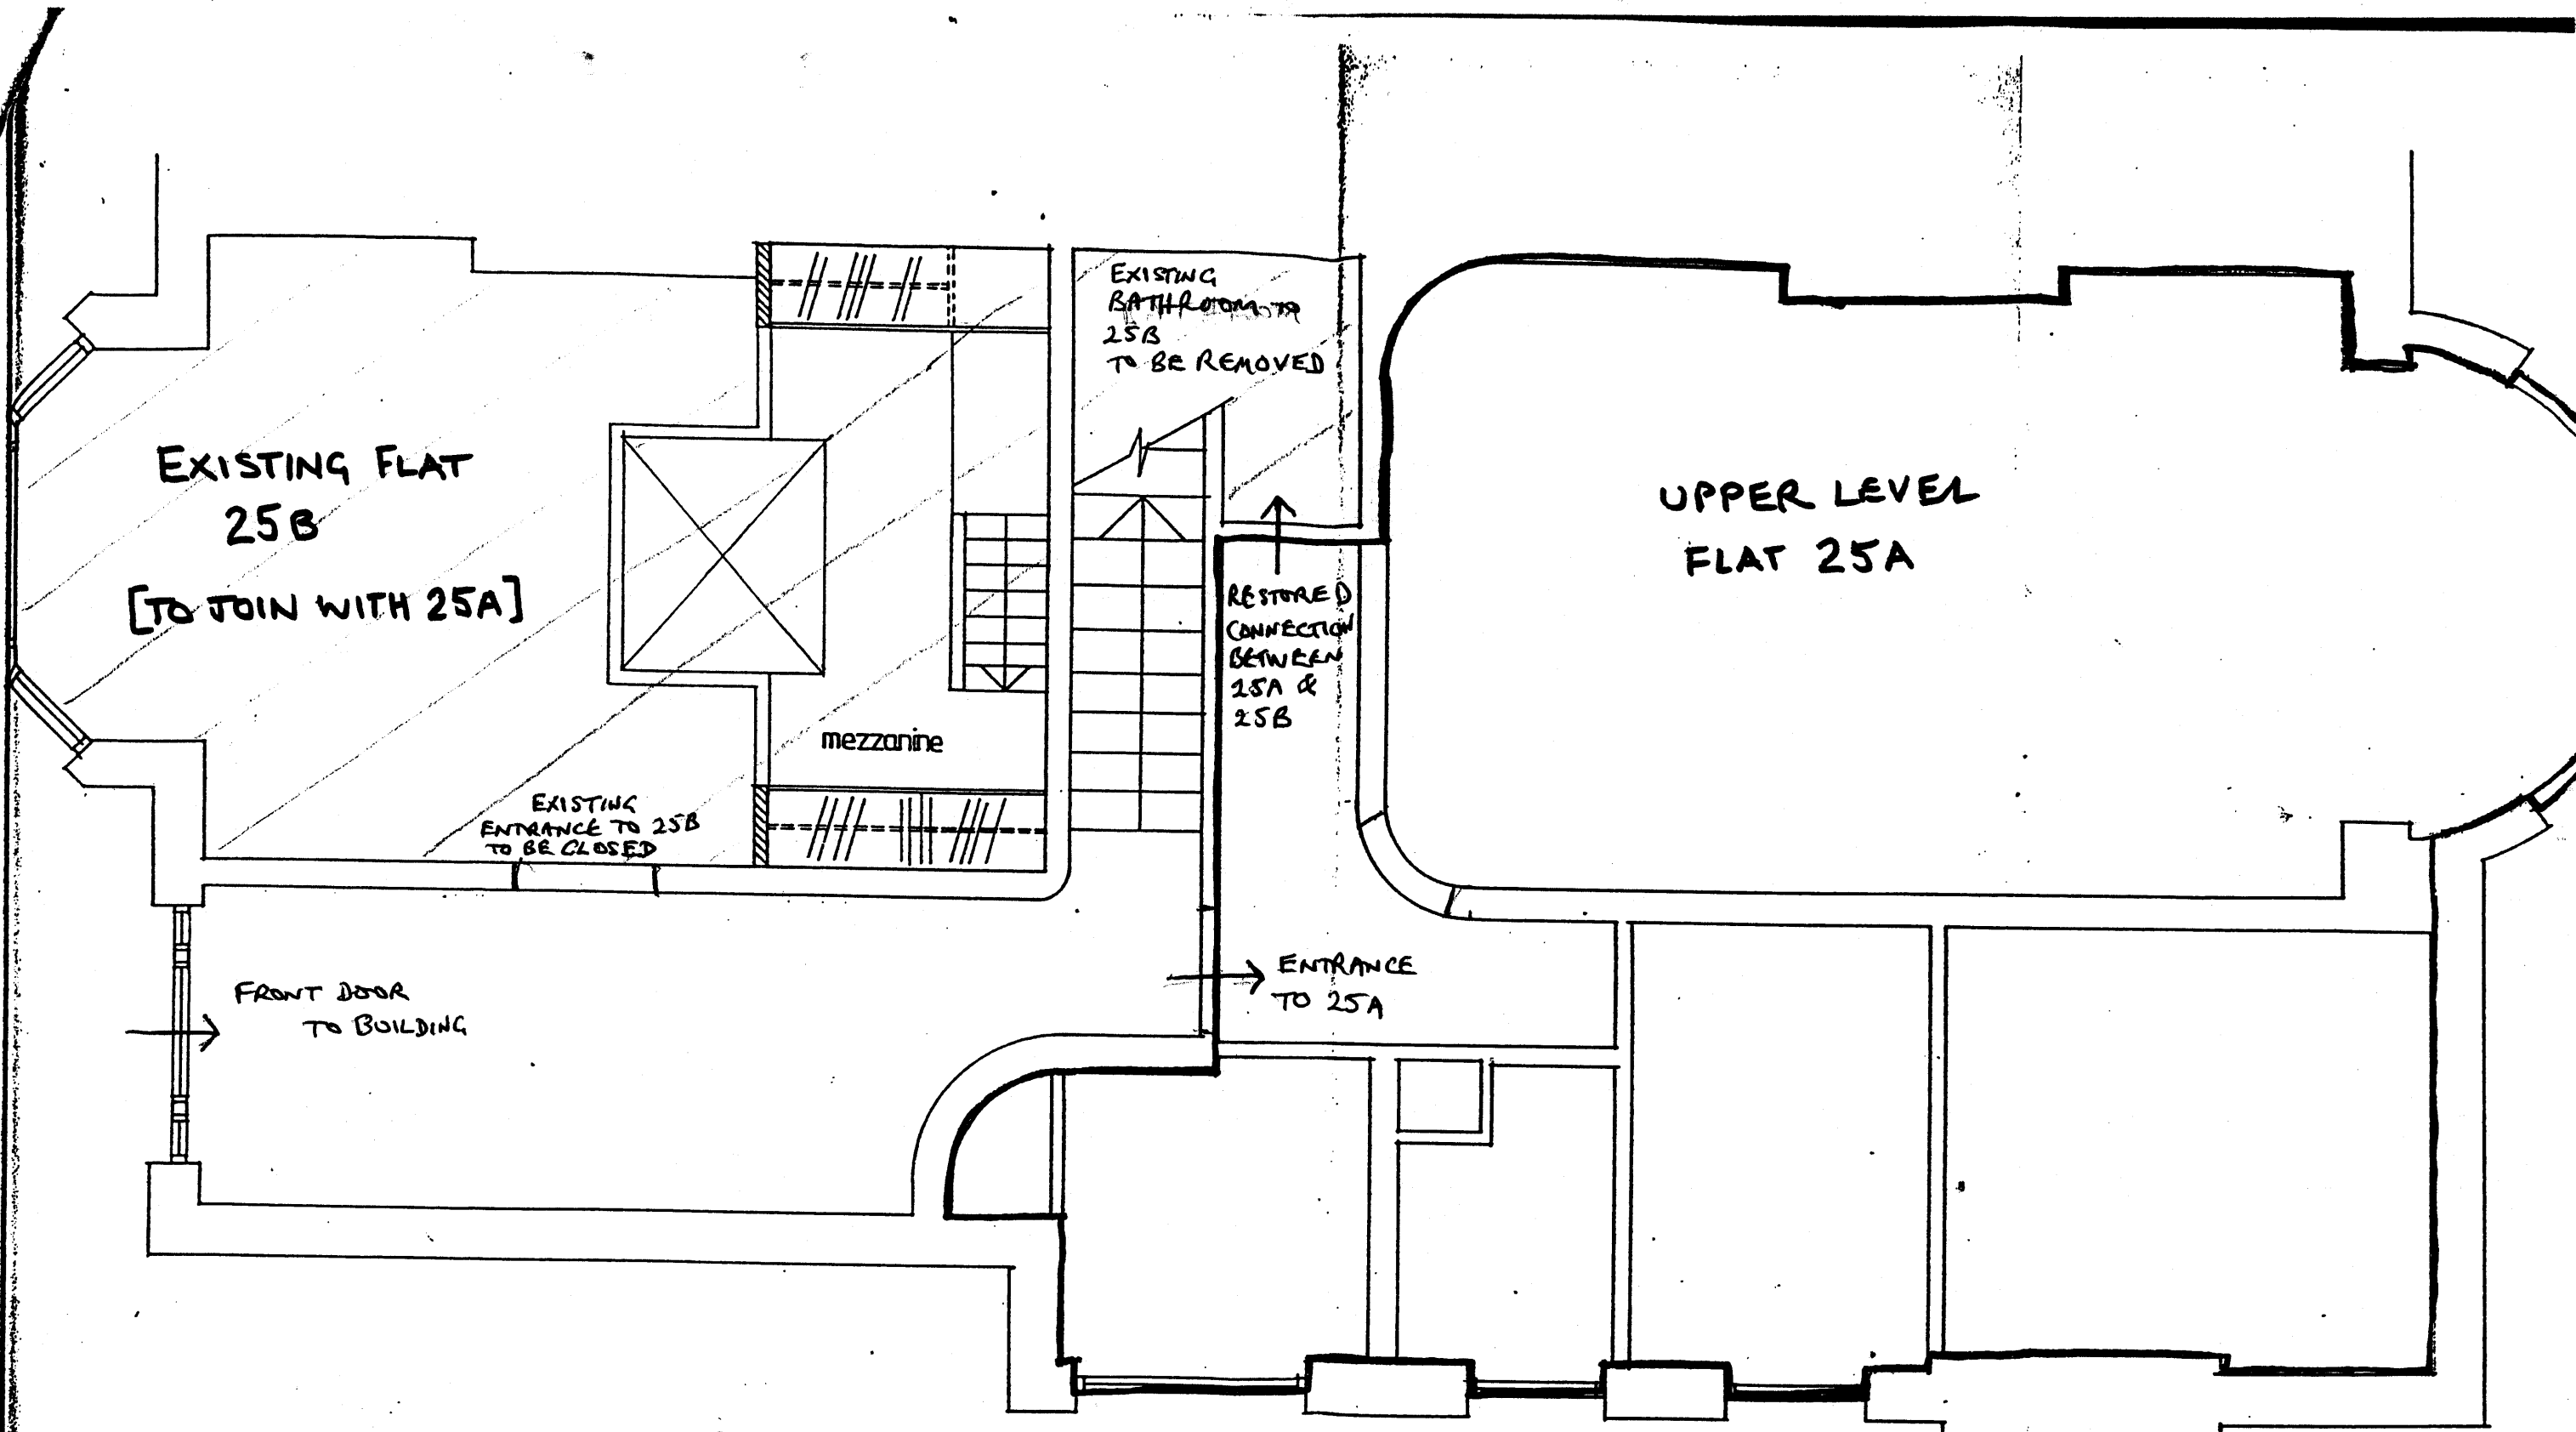 EXISTING
BATHROOM TO
25B
TO BE REMOVED
EXISTING FLAT
25B
[TO JOIN WITH 25A]
UPPER LEVEL
FLAT 25A
RESTORED
CONNECTION
BETWEEN
25A &
25B
mezzanine
EXISTING
ENTRANCE TO 25B
TO BE CLOSED
FRONT DOOR
TO BUILDING
ENTRANCE
TO 25A